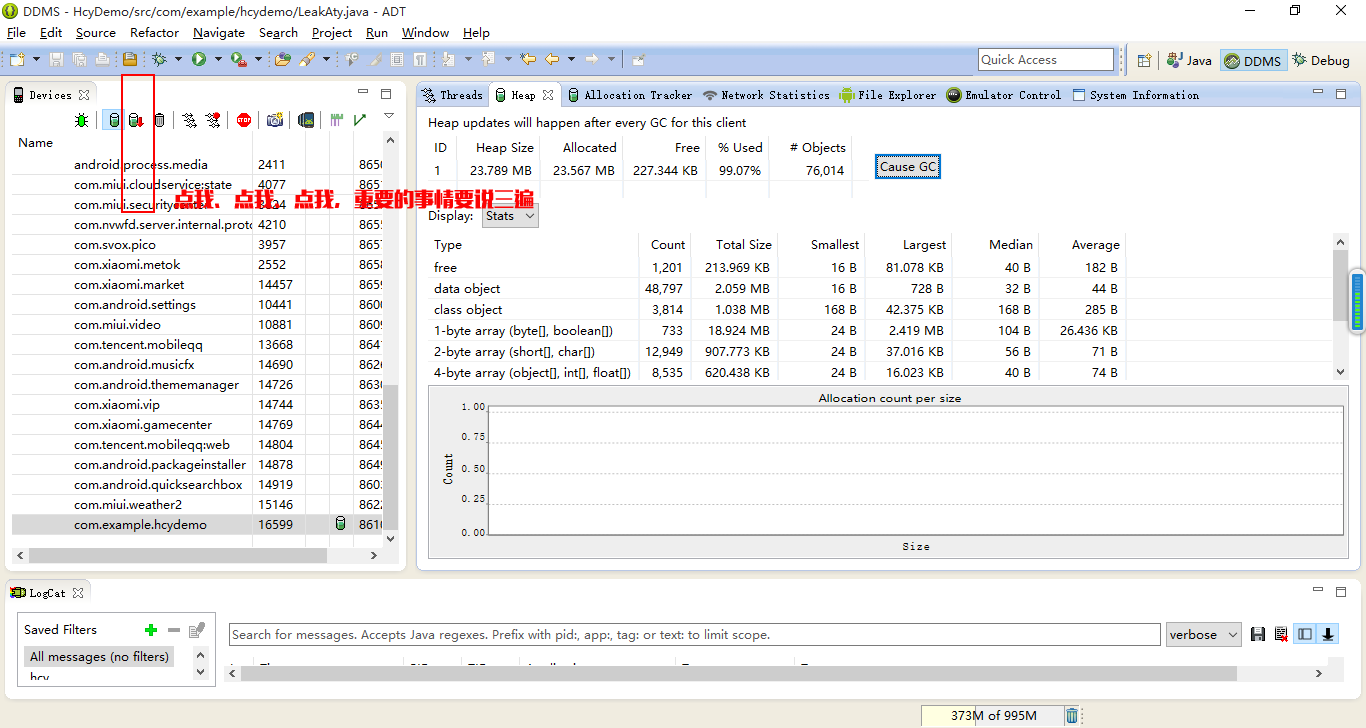 DDMS - HcyDemo/src/com/example/hcydemo/LeakAty.java - ADT
File Edit Source Refactor Navigate Search Project Run Window Help
Quick Access
Java
DDMS
Debug
Devices
Name
android.process.media 2411 8650
com.miui.cloudservice:state 4077 865
com.miui.securitycenter
com.nvwfd.server.internal.proto 4210 865
com.svox.pico 3957 865
com.xiaomi.metok 2552 8658
com.xiaomi.market 14457 8659
com.android.settings 10441 8600
com.miui.video 10881 8609
com.tencent.mobileqq 13668 864
com.android.musicfx 14690 8626
com.android.thememanager 14726 8630
com.xiaomi.vip 14744 863
com.xiaomi.gamecenter 14769 864
com.tencent.mobileqq:web 14804 864
com.android.packageinstaller 14878 8649
com.android.quicksearchbox 14919 860
com.miui.weather2 15146 862
com.example.hcydemo 16599 8610
点我，点我，点我，重要的事情要说三遍
Threads
Heap
Allocation Tracker
Network Statistics
File Explorer
Emulator Control
System Information
Heap updates will happen after every GC for this client
ID Heap Size Allocated Free % Used # Objects
1 23.789 MB 23.567 MB 227.344 KB 99.07% 76,014
Cause GC
Display: Stats
Type Count Total Size Smallest Largest Median Average
free 1,201 213.969 KB 16 B 81.078 KB 40 B 182 B
data object 48,797 2.059 MB 16 B 728 B 32 B 44 B
class object 3,814 1.038 MB 168 B 42.375 KB 168 B 285 B
1-byte array (byte[], boolean[]) 733 18.924 MB 24 B 2.419 MB 104 B 26.436 KB
2-byte array (short[], char[]) 12,949 907.773 KB 24 B 37.016 KB 56 B 71 B
4-byte array (object[], int[], float[]) 8,535 620.438 KB 24 B 16.023 KB 40 B 74 B
Allocation count per size
1.00
0.75
0.50
0.25
0.00
Count
Size
LogCat
Saved Filters
All messages (no filters)
hcy
Search for messages. Accepts Java regexes. Prefix with pid:, app:, tag: or text: to limit scope.
verbose
373M of 995M